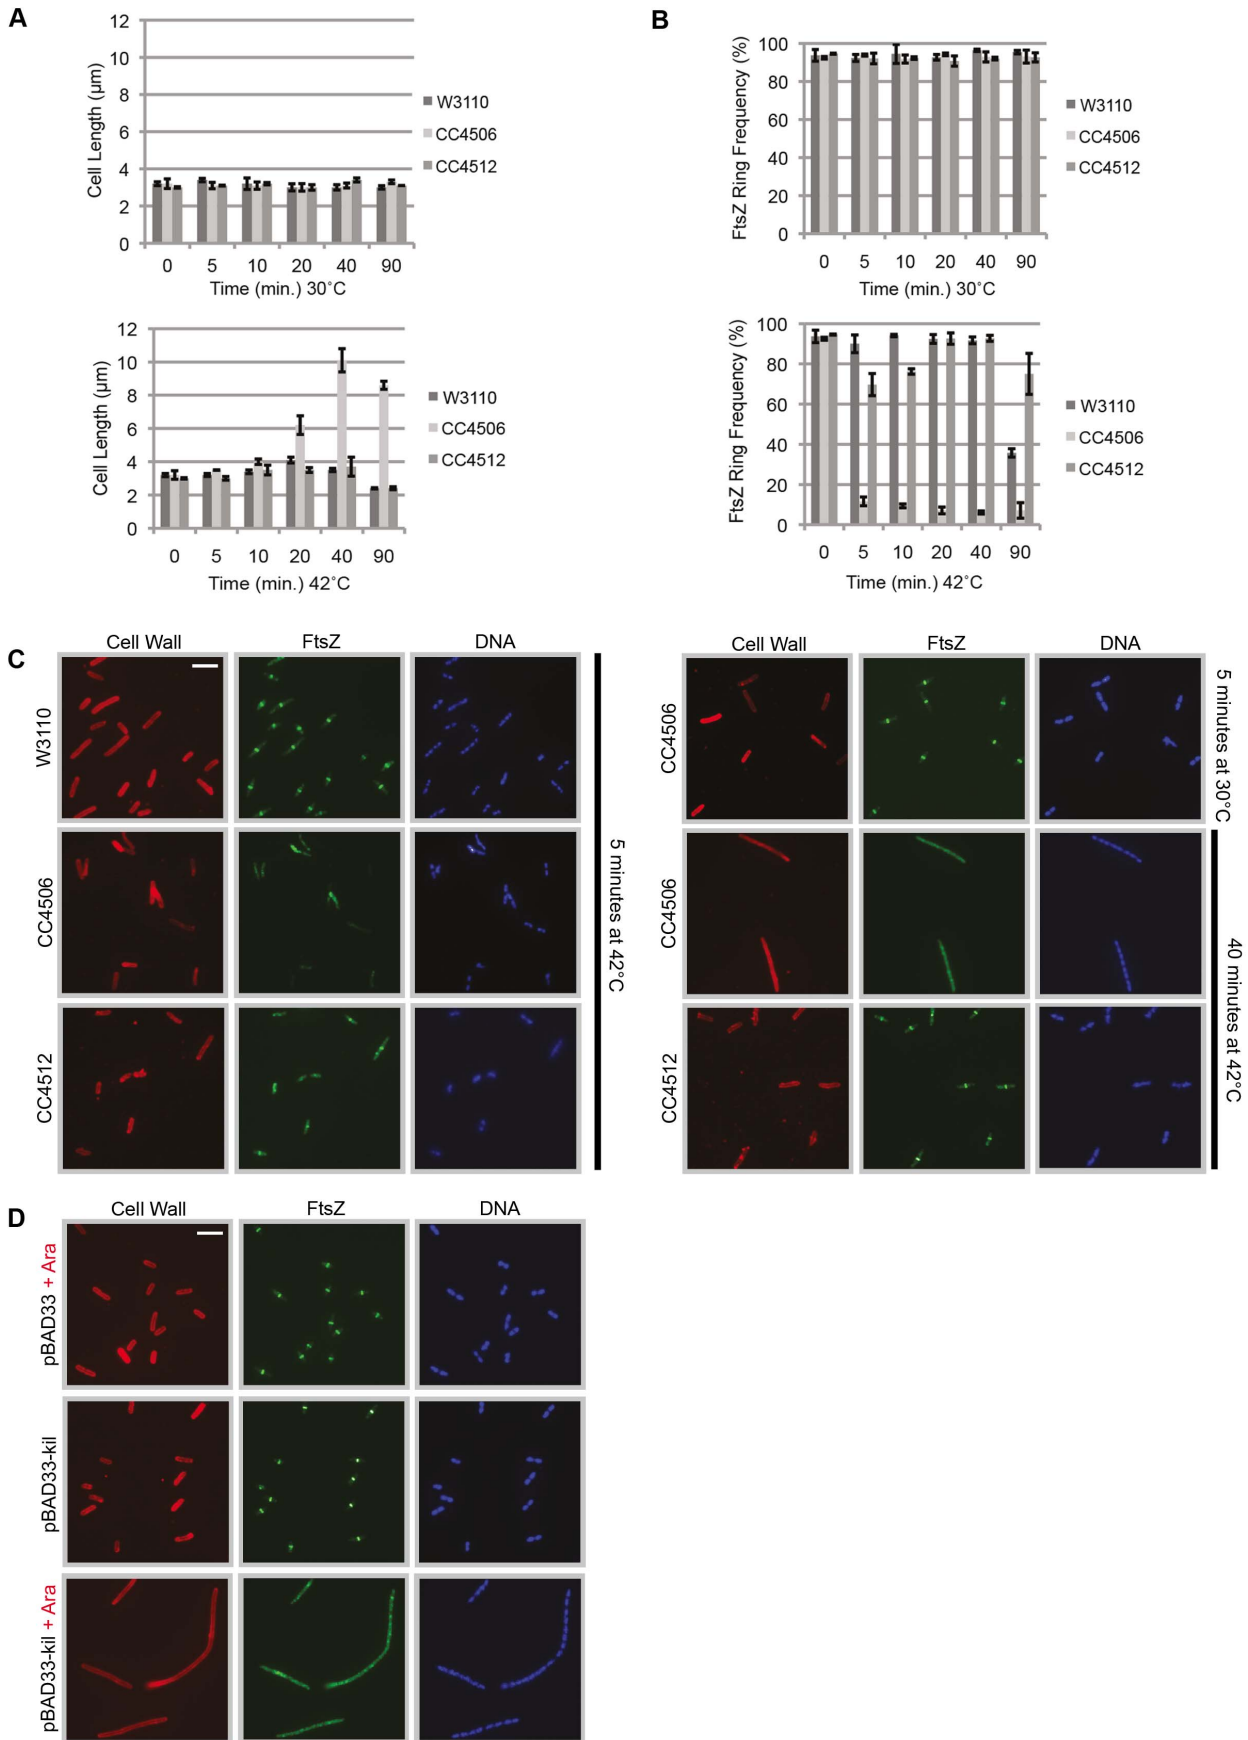 A
12
10
8
6
4
2
0
Cell Length (µm)
W3110
CC4506
CC4512
0 5 10 20 40 90
Time (min.) 30˚C
12
10
8
6
4
2
0
Cell Length (µm)
W3110
CC4506
CC4512
0 5 10 20 40 90
Time (min.) 42˚C
B
100
80
60
40
20
0
FtsZ Ring Frequency (%)
W3110
CC4506
CC4512
0 5 10 20 40 90
Time (min.) 30˚C
100
80
60
40
20
0
FtsZ Ring Frequency (%)
W3110
CC4506
CC4512
0 5 10 20 40 90
Time (min.) 42˚C
C
Cell Wall FtsZ DNA
W3110
CC4506
CC4512
5 minutes at 42°C
Cell Wall FtsZ DNA
CC4506
CC4506
CC4512
5 minutes at 30°C
40 minutes at 42°C
D
Cell Wall FtsZ DNA
pBAD33 + Ara
pBAD33-kil
pBAD33-kil + Ara